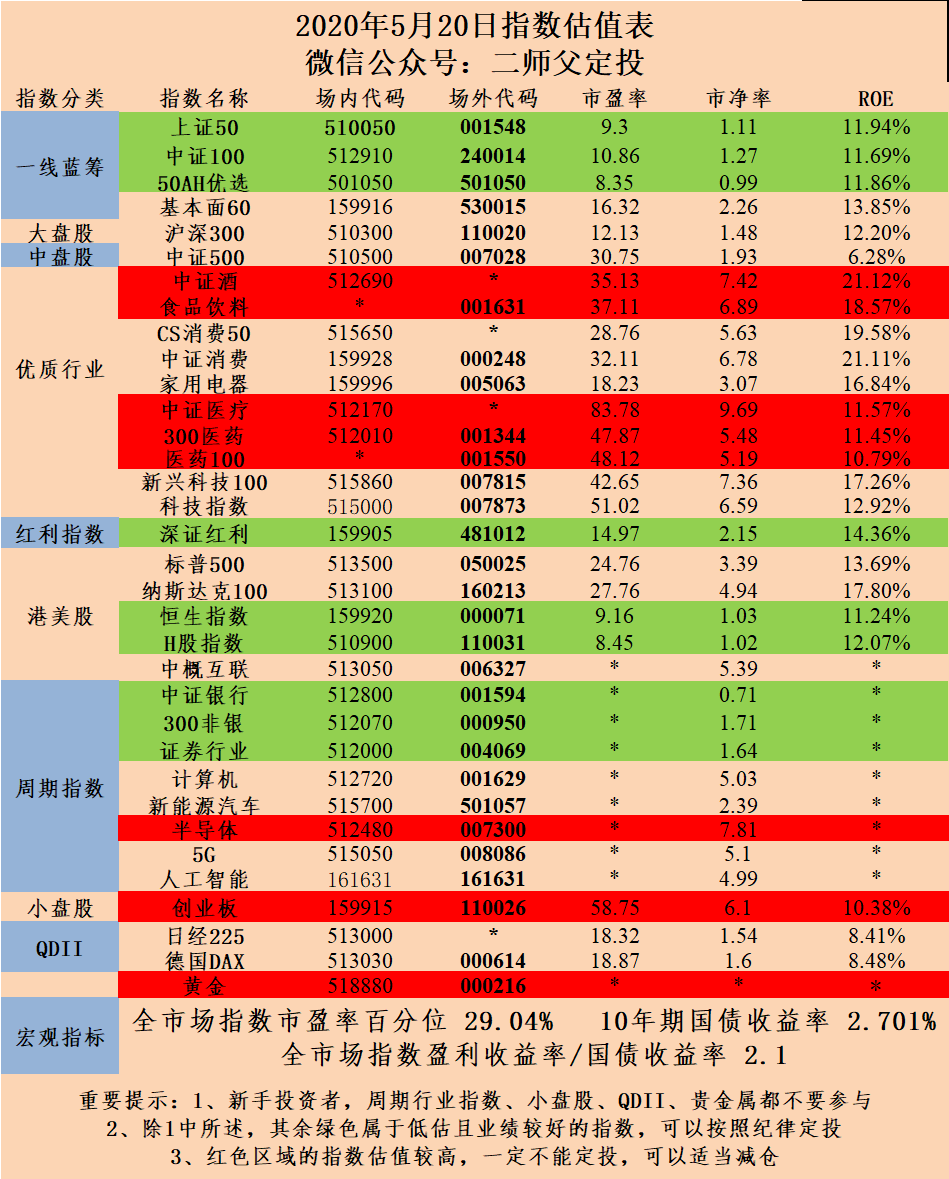 2020年5月20日指数估值表
微信公众号：二师父定投
指数分类 指数名称 场内代码 场外代码 市盈率 市净率 ROE
一线蓝筹 上证50 510050 001548 9.3 1.11 11.94%
中证100 512910 240014 10.86 1.27 11.69%
50AH优选 501050 501050 8.35 0.99 11.86%
基本面60 159916 530015 16.32 2.26 13.85%
大盘股 沪深300 510300 110020 12.13 1.48 12.20%
中盘股 中证500 510500 007028 30.75 1.93 6.28%
优质行业 中证酒 512690 * 35.13 7.42 21.12%
食品饮料 * 001631 37.11 6.89 18.57%
CS消费50 515650 * 28.76 5.63 19.58%
中证消费 159928 000248 32.11 6.78 21.11%
家用电器 159996 005063 18.23 3.07 16.84%
中证医疗 512170 * 83.78 9.69 11.57%
300医药 512010 001344 47.87 5.48 11.45%
医药100 * 001550 48.12 5.19 10.79%
新兴科技100 515860 007815 42.65 7.36 17.26%
科技指数 515000 007873 51.02 6.59 12.92%
红利指数 深证红利 159905 481012 14.97 2.15 14.36%
港美股 标普500 513500 050025 24.76 3.39 13.69%
纳斯达克100 513100 160213 27.76 4.94 17.80%
恒生指数 159920 000071 9.16 1.03 11.24%
H股指数 510900 110031 8.45 1.02 12.07%
中概互联 513050 006327 * 5.39 *
周期指数 中证银行 512800 001594 * 0.71 *
300非银 512070 000950 * 1.71 *
证券行业 512000 004069 * 1.64 *
计算机 512720 001629 * 5.03 *
新能源汽车 515700 501057 * 2.39 *
半导体 512480 007300 * 7.81 *
5G 515050 008086 * 5.1 *
人工智能 161631 161631 * 4.99 *
小盘股 创业板 159915 110026 58.75 6.1 10.38%
QDII 日经225 513000 * 18.32 1.54 8.41%
德国DAX 513030 000614 18.87 1.6 8.48%
黄金 518880 000216 * * *
宏观指标 全市场指数市盈率百分位 29.04% 10年期国债收益率 2.701%
全市场指数盈利收益率/国债收益率 2.1
重要提示：1、新手投资者，周期行业指数、小盘股、QDII、贵金属都不要参与
2、除1中所述，其余绿色属于低估且业绩较好的指数，可以按照纪律定投
3、红色区域的指数估值较高，一定不能定投，可以适当减仓